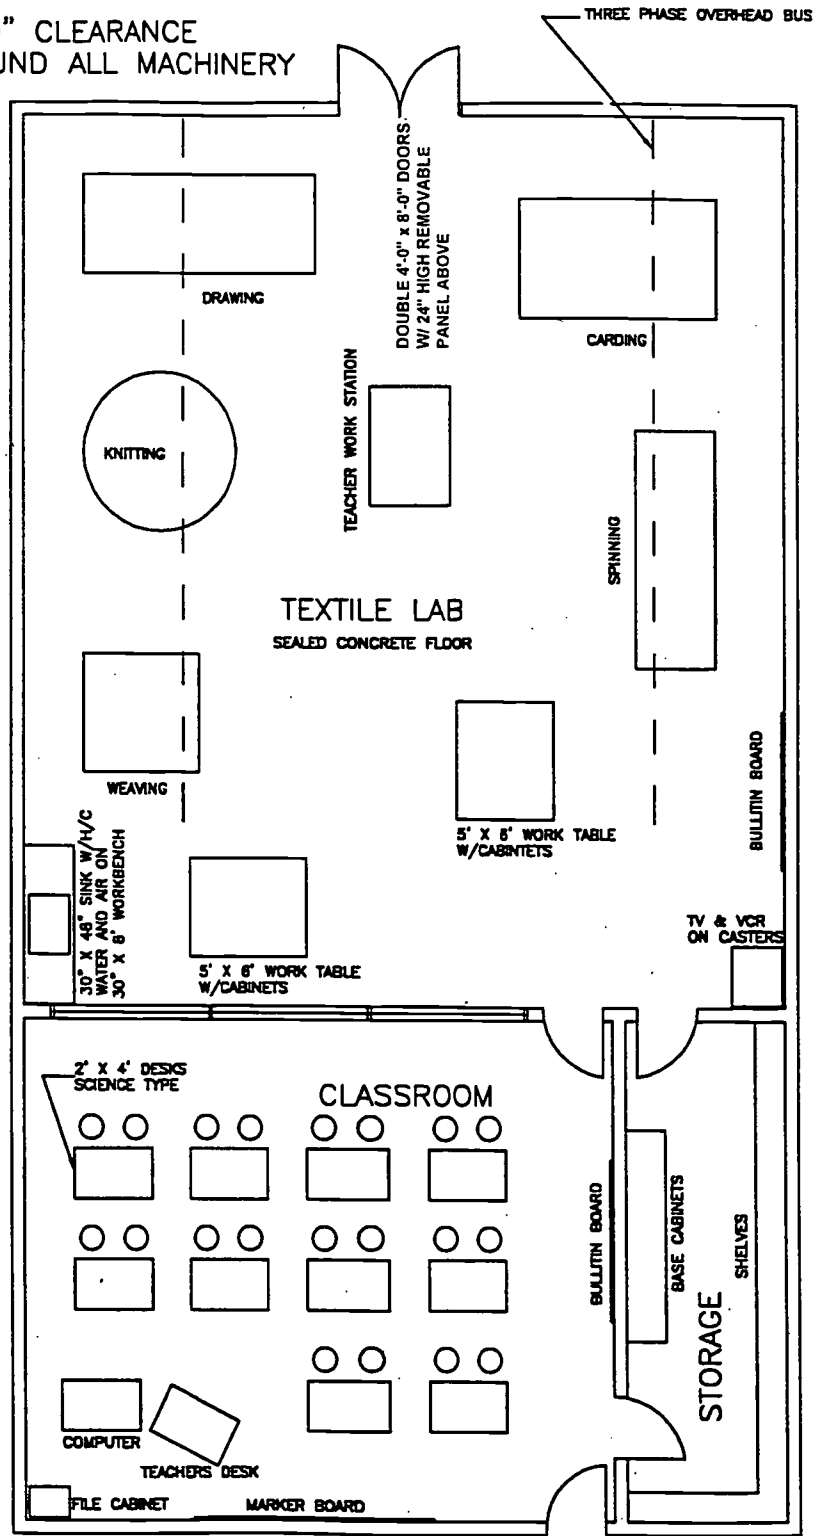 " CLEARANCE
UND ALL MACHINERY
THREE PHASE OVERHEAD BUS
DOUBLE 4'-0" x 8'-0" DOORS
W/ 24" HIGH REMOVABLE
PANEL ABOVE
DRAWING
CARDING
TEACHER WORK STATION
KNITTING
SPINNING
TEXTILE LAB
SEALED CONCRETE FLOOR
WEAVING
BULLITIN BOARD
5' X 6' WORK TABLE
W/CABINTETS
30" X 48" SINK W/H/C
WATER AND AIR ON
30" X 8' WORKBENCH
5' X 6' WORK TABLE
W/CABINETS
TV & VCR
ON CASTERS
2' X 4' DESKS
SCIENCE TYPE
CLASSROOM
BULLITIN BOARD
BASE CABINETS
SHELVES
STORAGE
COMPUTER
TEACHERS DESK
FILE CABINET
MARKER BOARD